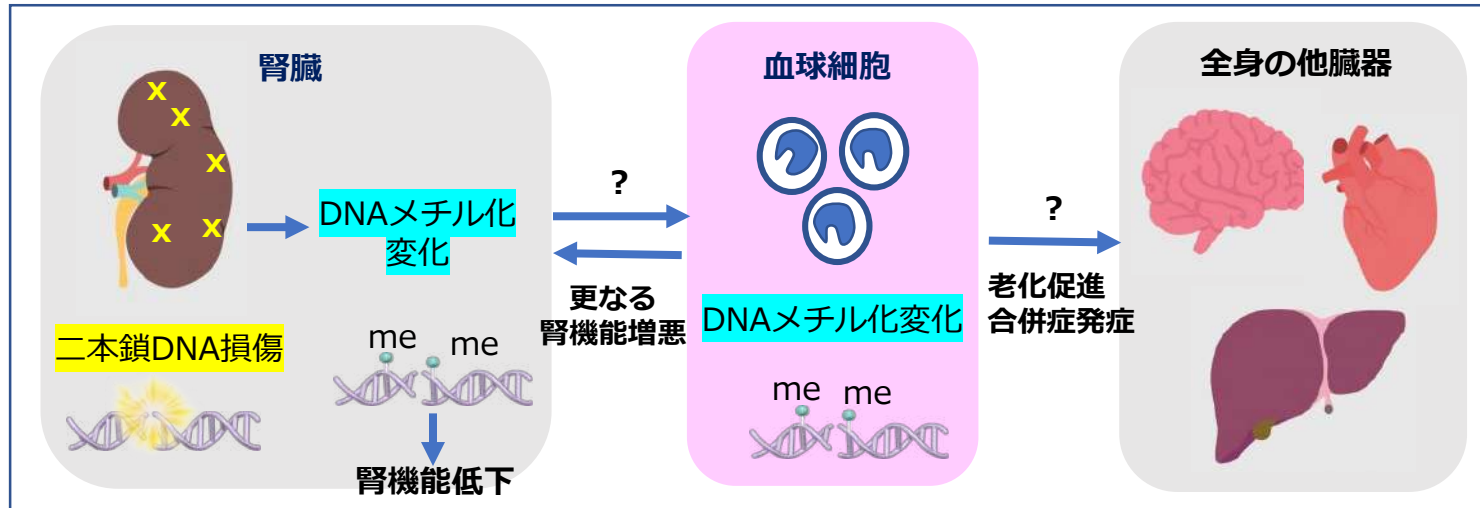 腎臓
X
X
X
X
X
二本鎖DNA損傷
DNAメチル化
変化
me
me
腎機能低下
?
更なる
腎機能増悪
血球細胞
DNAメチル化変化
me
me
?
老化促進
合併症発症
全身の他臓器